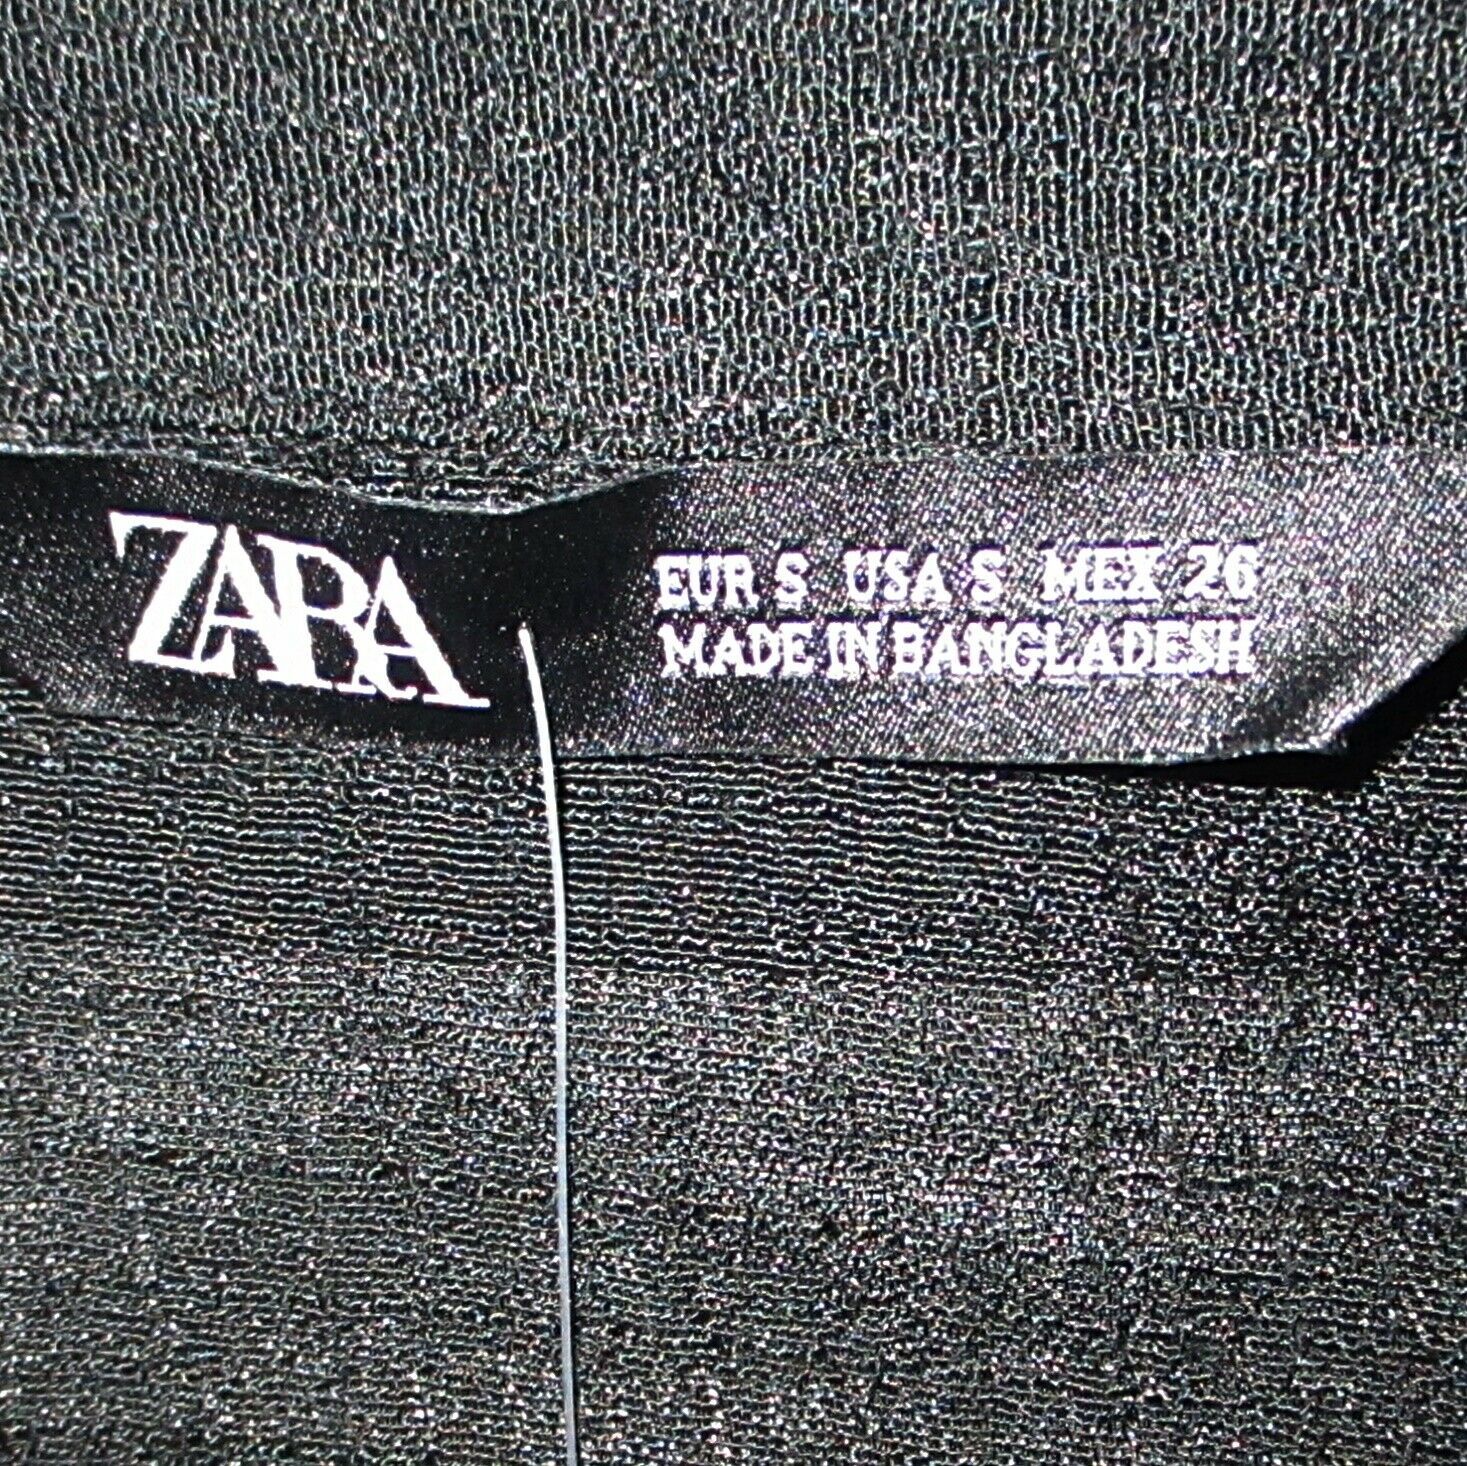 ZARA
EUR S USA S MEX 26
MADE IN BANGLADESH